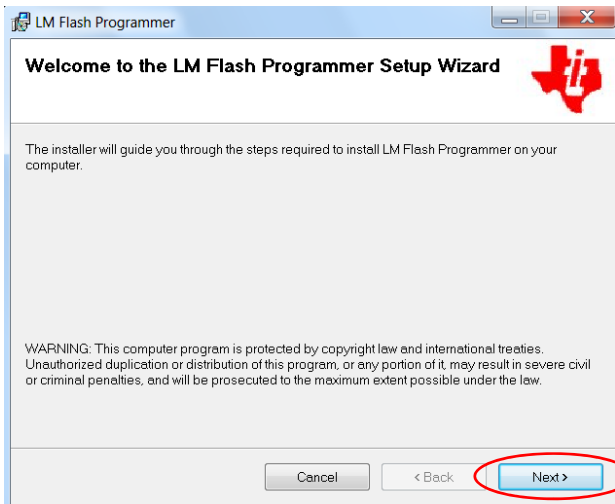 LM Flash Programmer
Welcome to the LM Flash Programmer Setup Wizard
The installer will guide you through the steps required to install LM Flash Programmer on your
computer.
WARNING: This computer program is protected by copyright law and international treaties.
Unauthorized duplication or distribution of this program, or any portion of it, may result in severe civil
or criminal penalties, and will be prosecuted to the maximum extent possible under the law.
Cancel
< Back
Next >